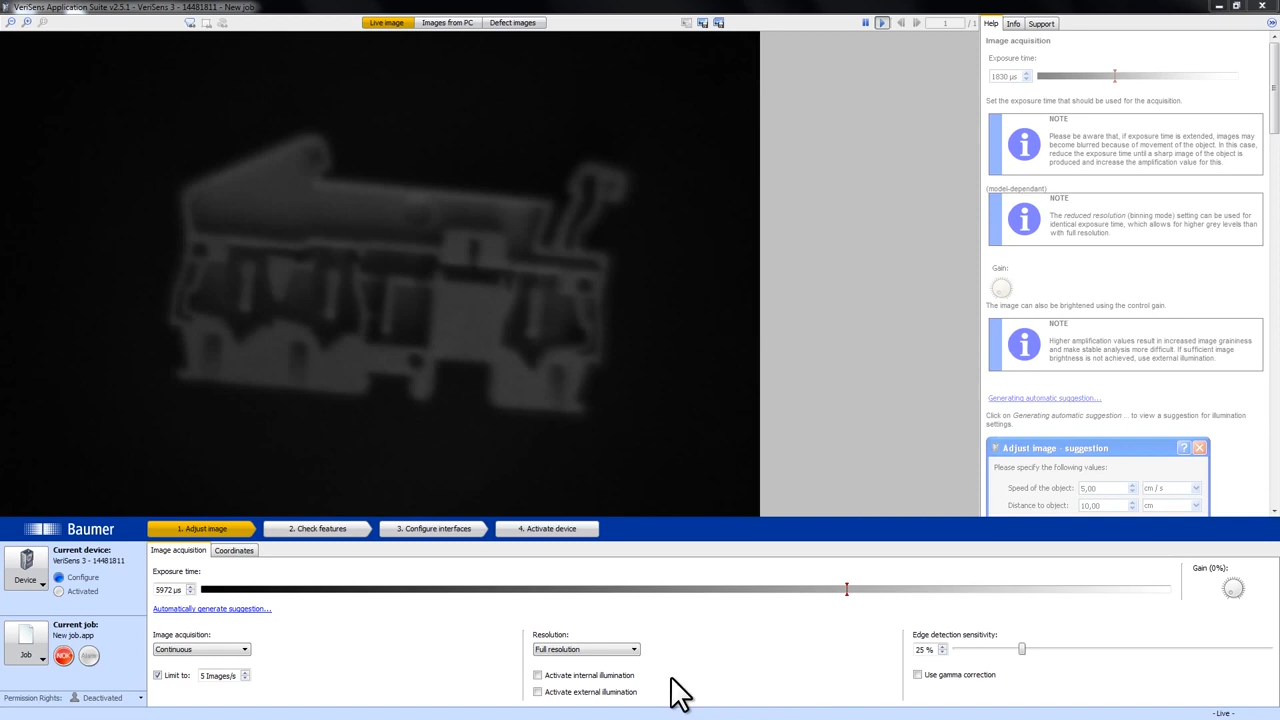 VeriSens Application Suite v2.5.1 - VeriSens 3 - 14481811 - New job
Live image
Images from PC
Defect images
1
/ 1
Help
Info
Support
Image acquisition
Exposure time:
1830 µs
Set the exposure time that should be used for the acquisition.
NOTE
Please be aware that, if exposure time is extended, images may
become blurred because of movement of the object. In this case,
reduce the exposure time until a sharp image of the object is
produced and increase the amplification value for this.
(model-dependant)
NOTE
The reduced resolution (binning mode) setting can be used for
identical exposure time, which allows for higher grey levels than
with full resolution.
Gain:
The image can also be brightened using the control gain.
NOTE
Higher amplification values result in increased image graininess
and make stable analysis more difficult. If sufficient image
brightness is not achieved, use external illumination.
Generating automatic suggestion...
Click on Generating automatic suggestion ... to view a suggestion for illumination
settings.
Adjust image - suggestion
Please specify the following values:
Speed of the object:
5,00
cm / s
Distance to object:
10,00
cm
Baumer
1. Adjust image
2. Check features
3. Configure interfaces
4. Activate device
Device
Current device:
VeriSens 3 - 14481811
Configure
Activated
Job
Current job:
New job.app
NOK
Alarm
Permission Rights:
Deactivated
Image acquisition
Coordinates
Exposure time:
5972 µs
Gain (0%):
Automatically generate suggestion...
Image acquisition:
Continuous
Limit to:
5 Images/s
Resolution:
Full resolution
Activate internal illumination
Activate external illumination
Edge detection sensitivity:
25 %
Use gamma correction
- Live -